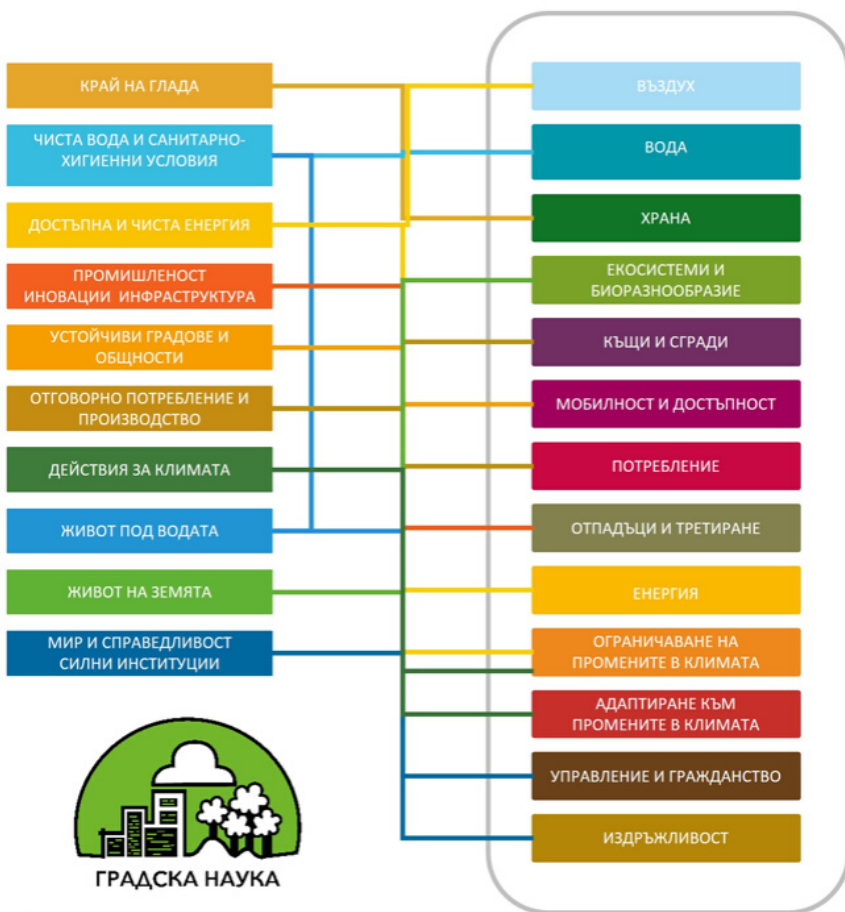 КРАЙ НА ГЛАДА
ЧИСТА ВОДА И САНИТАРНО-
ХИГИЕННИ УСЛОВИЯ
ДОСТЪПНА И ЧИСТА ЕНЕРГИЯ
ПРОМИШЛЕНОСТ
ИНОВАЦИИ ИНФРАСТРУКТУРА
УСТОЙЧИВИ ГРАДОВЕ И
ОБЩНОСТИ
ОТГОВОРНО ПОТРЕБЛЕНИЕ И
ПРОИЗВОДСТВО
ДЕЙСТВИЯ ЗА КЛИМАТА
ЖИВОТ ПОД ВОДАТА
ЖИВОТ НА ЗЕМЯТА
МИР И СПРАВЕДЛИВОСТ
СИЛНИ ИНСТИТУЦИИ
ГРАДСКА НАУКА
ВЪЗДУХ
ВОДА
ХРАНА
ЕКОСИСТЕМИ И
БИОРАЗНООБРАЗИЕ
КЪЩИ И СГРАДИ
МОБИЛНОСТ И ДОСТЪПНОСТ
ПОТРЕБЛЕНИЕ
ОТПАДЪЦИ И ТРЕТИРАНЕ
ЕНЕРГИЯ
ОГРАНИЧАВАНЕ НА
ПРОМЕНИТЕ В КЛИМАТА
АДАПТИРАНЕ КЪМ
ПРОМЕНИТЕ В КЛИМАТА
УПРАВЛЕНИЕ И ГРАЖДАНСТВО
ИЗДРЪЖЛИВОСТ